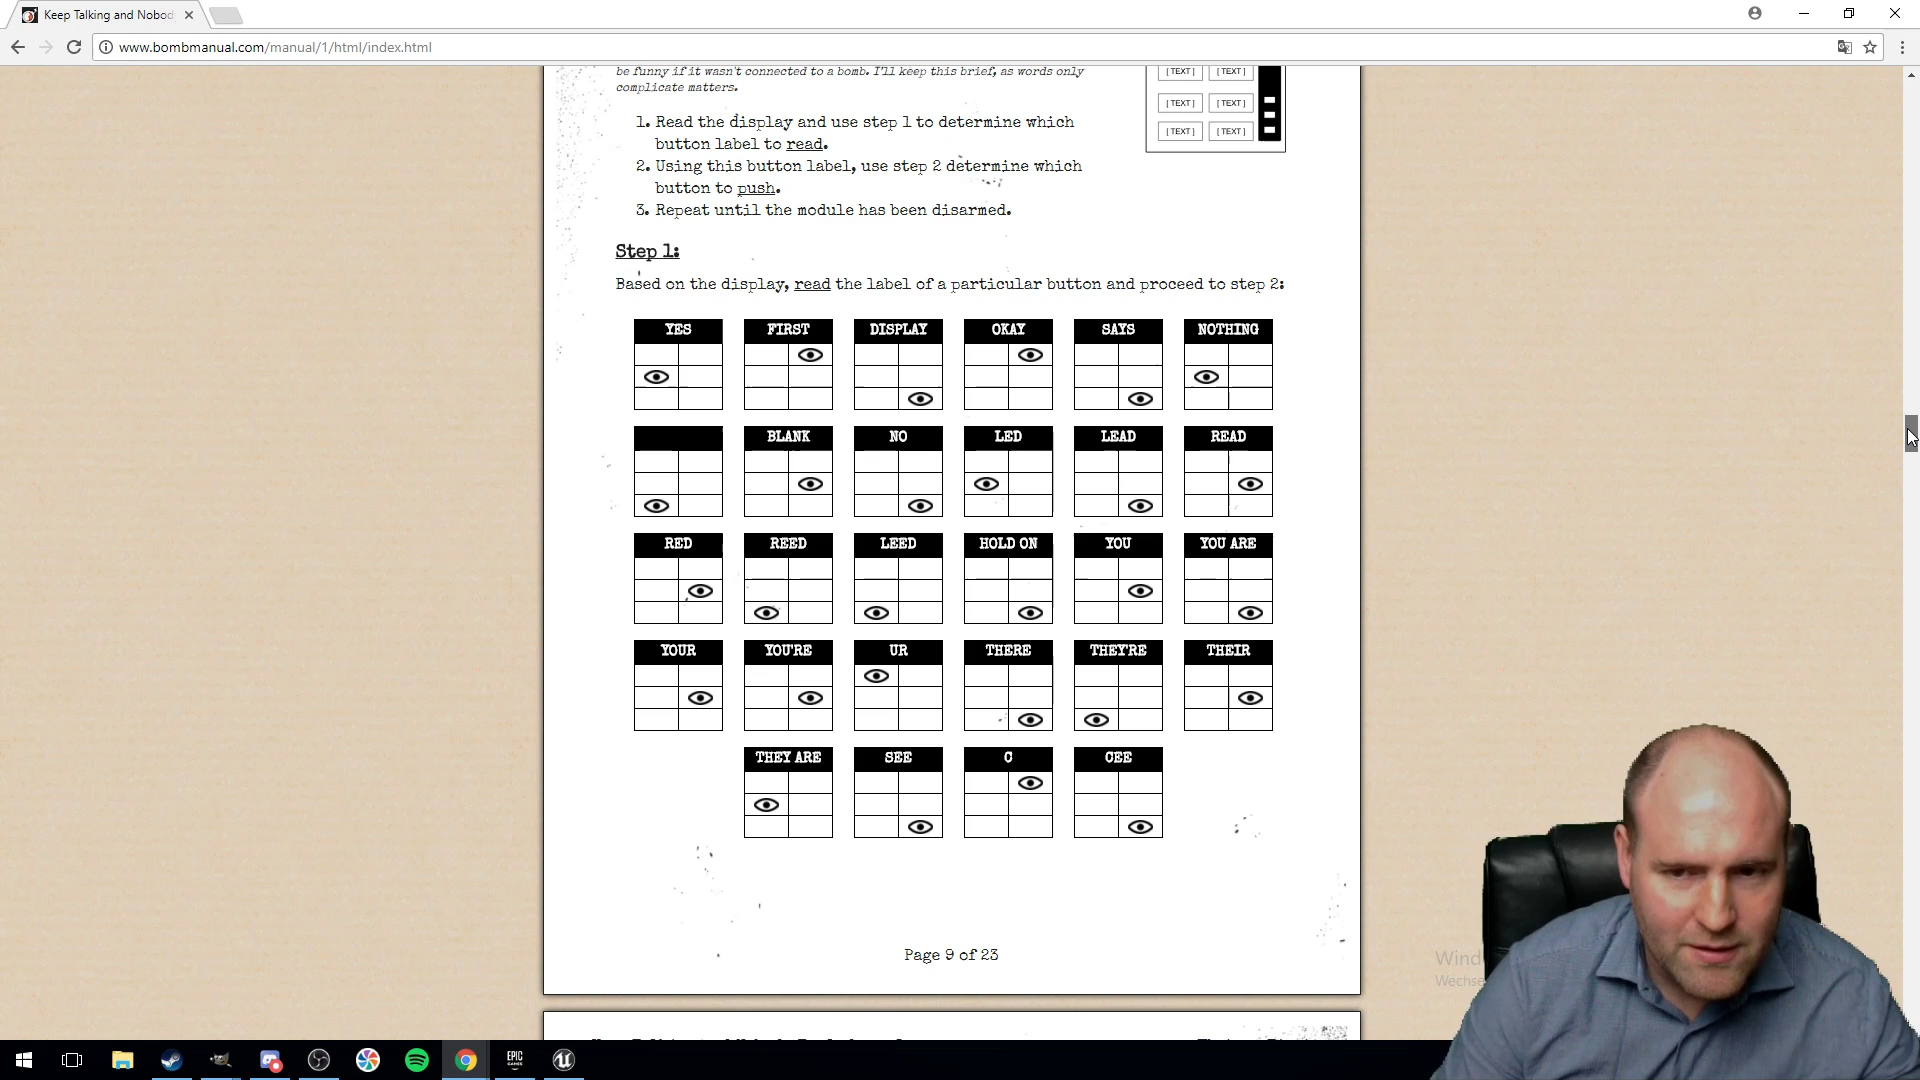 Keep Talking and Nobod
www.bombmanual.com/manual/1/html/index.html
be funny if it wasn't connected to a bomb. I'll keep this brief, as words only
complicate matters.
[TEXT] [TEXT]
[TEXT] [TEXT]
[TEXT] [TEXT]
1. Read the display and use step 1 to determine which
button label to read.
2. Using this button label, use step 2 determine which
button to push.
3. Repeat until the module has been disarmed.
Step 1:
Based on the display, read the label of a particular button and proceed to step 2:
YES FIRST DISPLAY OKAY SAYS NOTHING
BLANK NO LED LEAD READ
RED REED LEED HOLD ON YOU YOU ARE
YOUR YOU'RE UR THERE THEY'RE THEIR
THEY ARE SEE C CEE
Page 9 of 23
Wind
Wechse
EPIC
GAMES